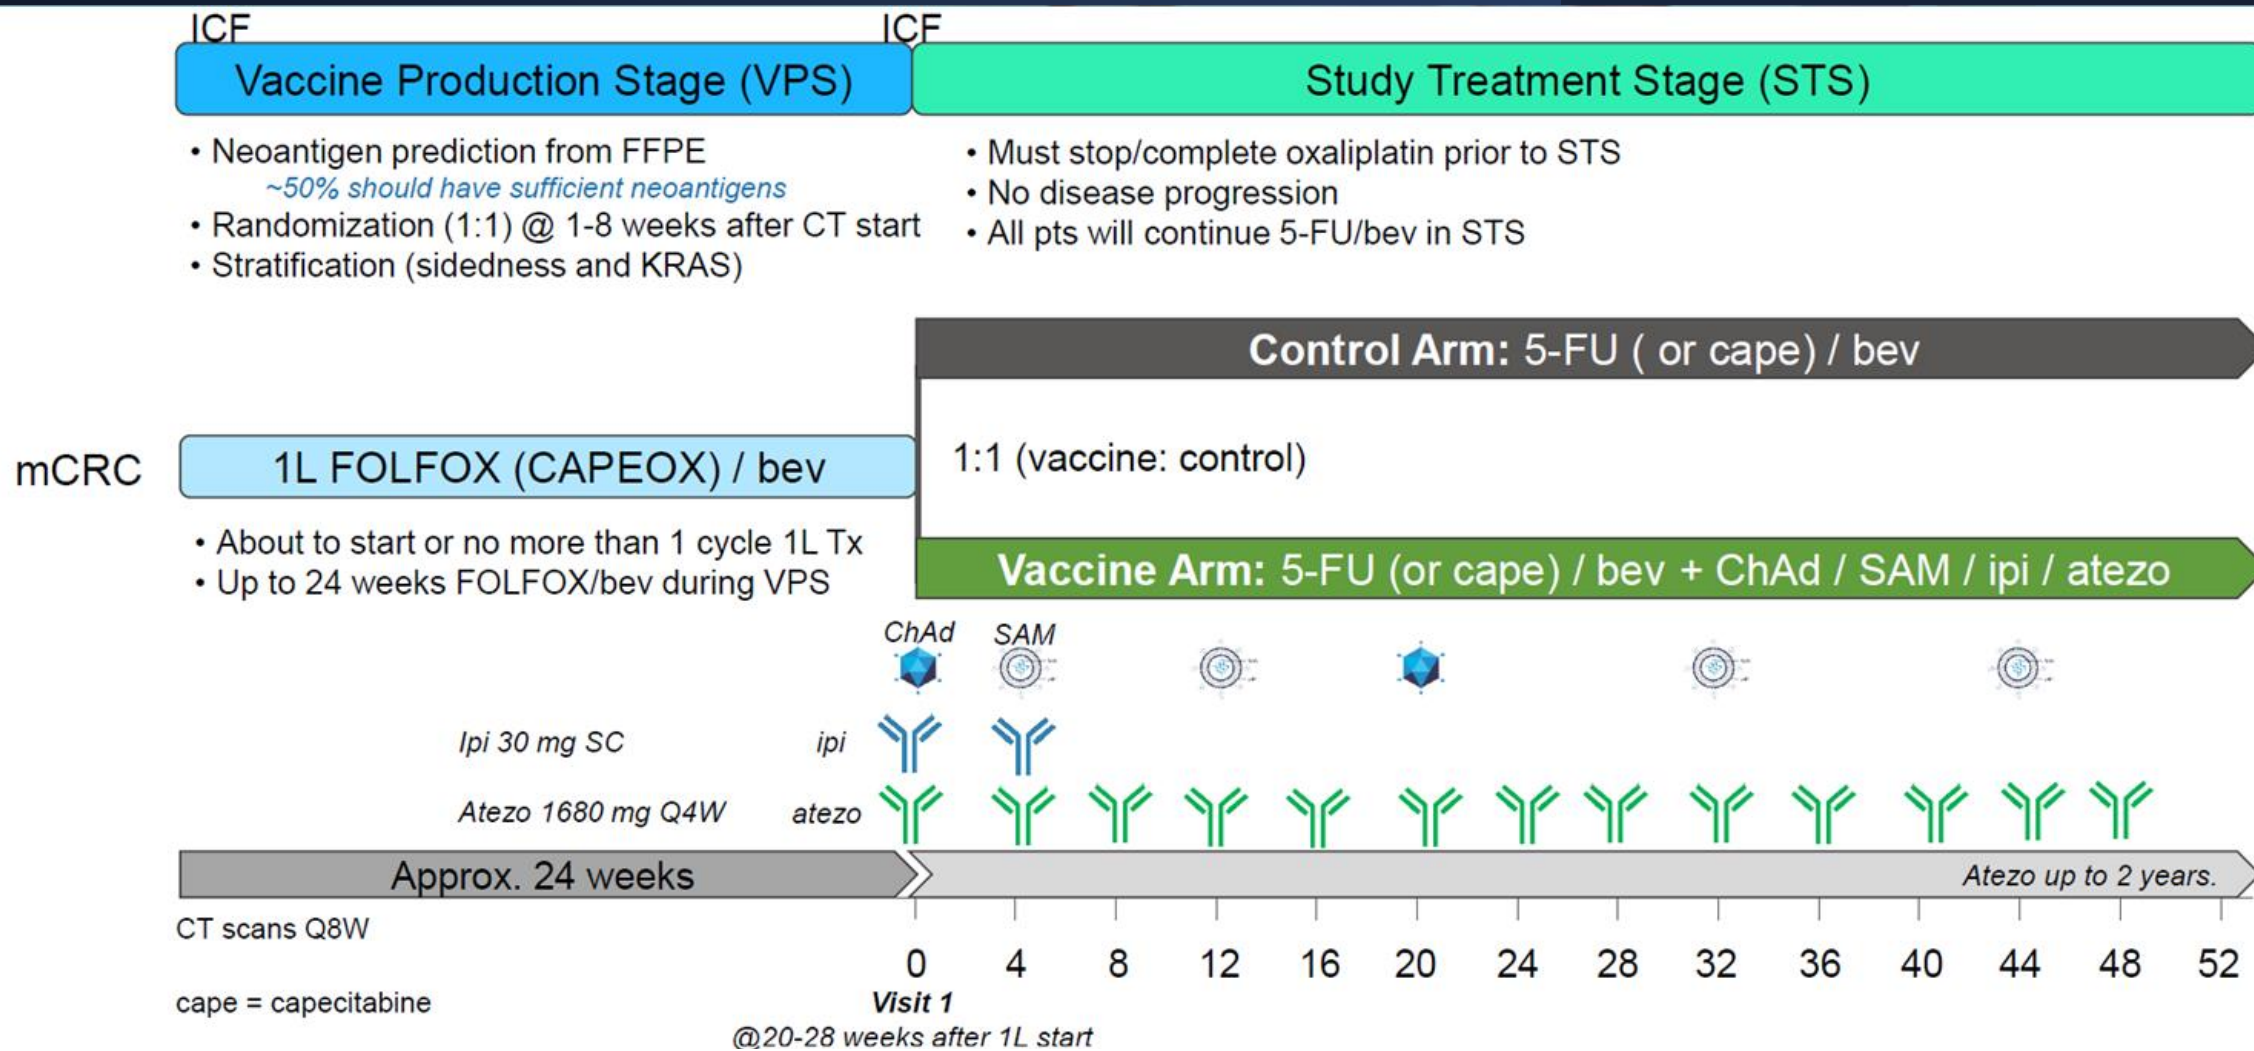 ICF
ICF
Vaccine Production Stage (VPS)
Study Treatment Stage (STS)
• Neoantigen prediction from FFPE
~50% should have sufficient neoantigens
• Randomization (1:1) @ 1-8 weeks after CT start
• Stratification (sidedness and KRAS)
• Must stop/complete oxaliplatin prior to STS
• No disease progression
• All pts will continue 5-FU/bev in STS
Control Arm: 5-FU ( or cape) / bev
mCRC
1L FOLFOX (CAPEOX) / bev
1:1 (vaccine: control)
• About to start or no more than 1 cycle 1L Tx
• Up to 24 weeks FOLFOX/bev during VPS
Vaccine Arm: 5-FU (or cape) / bev + ChAd / SAM / ipi / atezo
ChAd
SAM
Ipi 30 mg SC
ipi
Atezo 1680 mg Q4W
atezo
Approx. 24 weeks
Atezo up to 2 years.
CT scans Q8W
0 4 8 12 16 20 24 28 32 36 40 44 48 52
cape = capecitabine
Visit 1
@20-28 weeks after 1L start